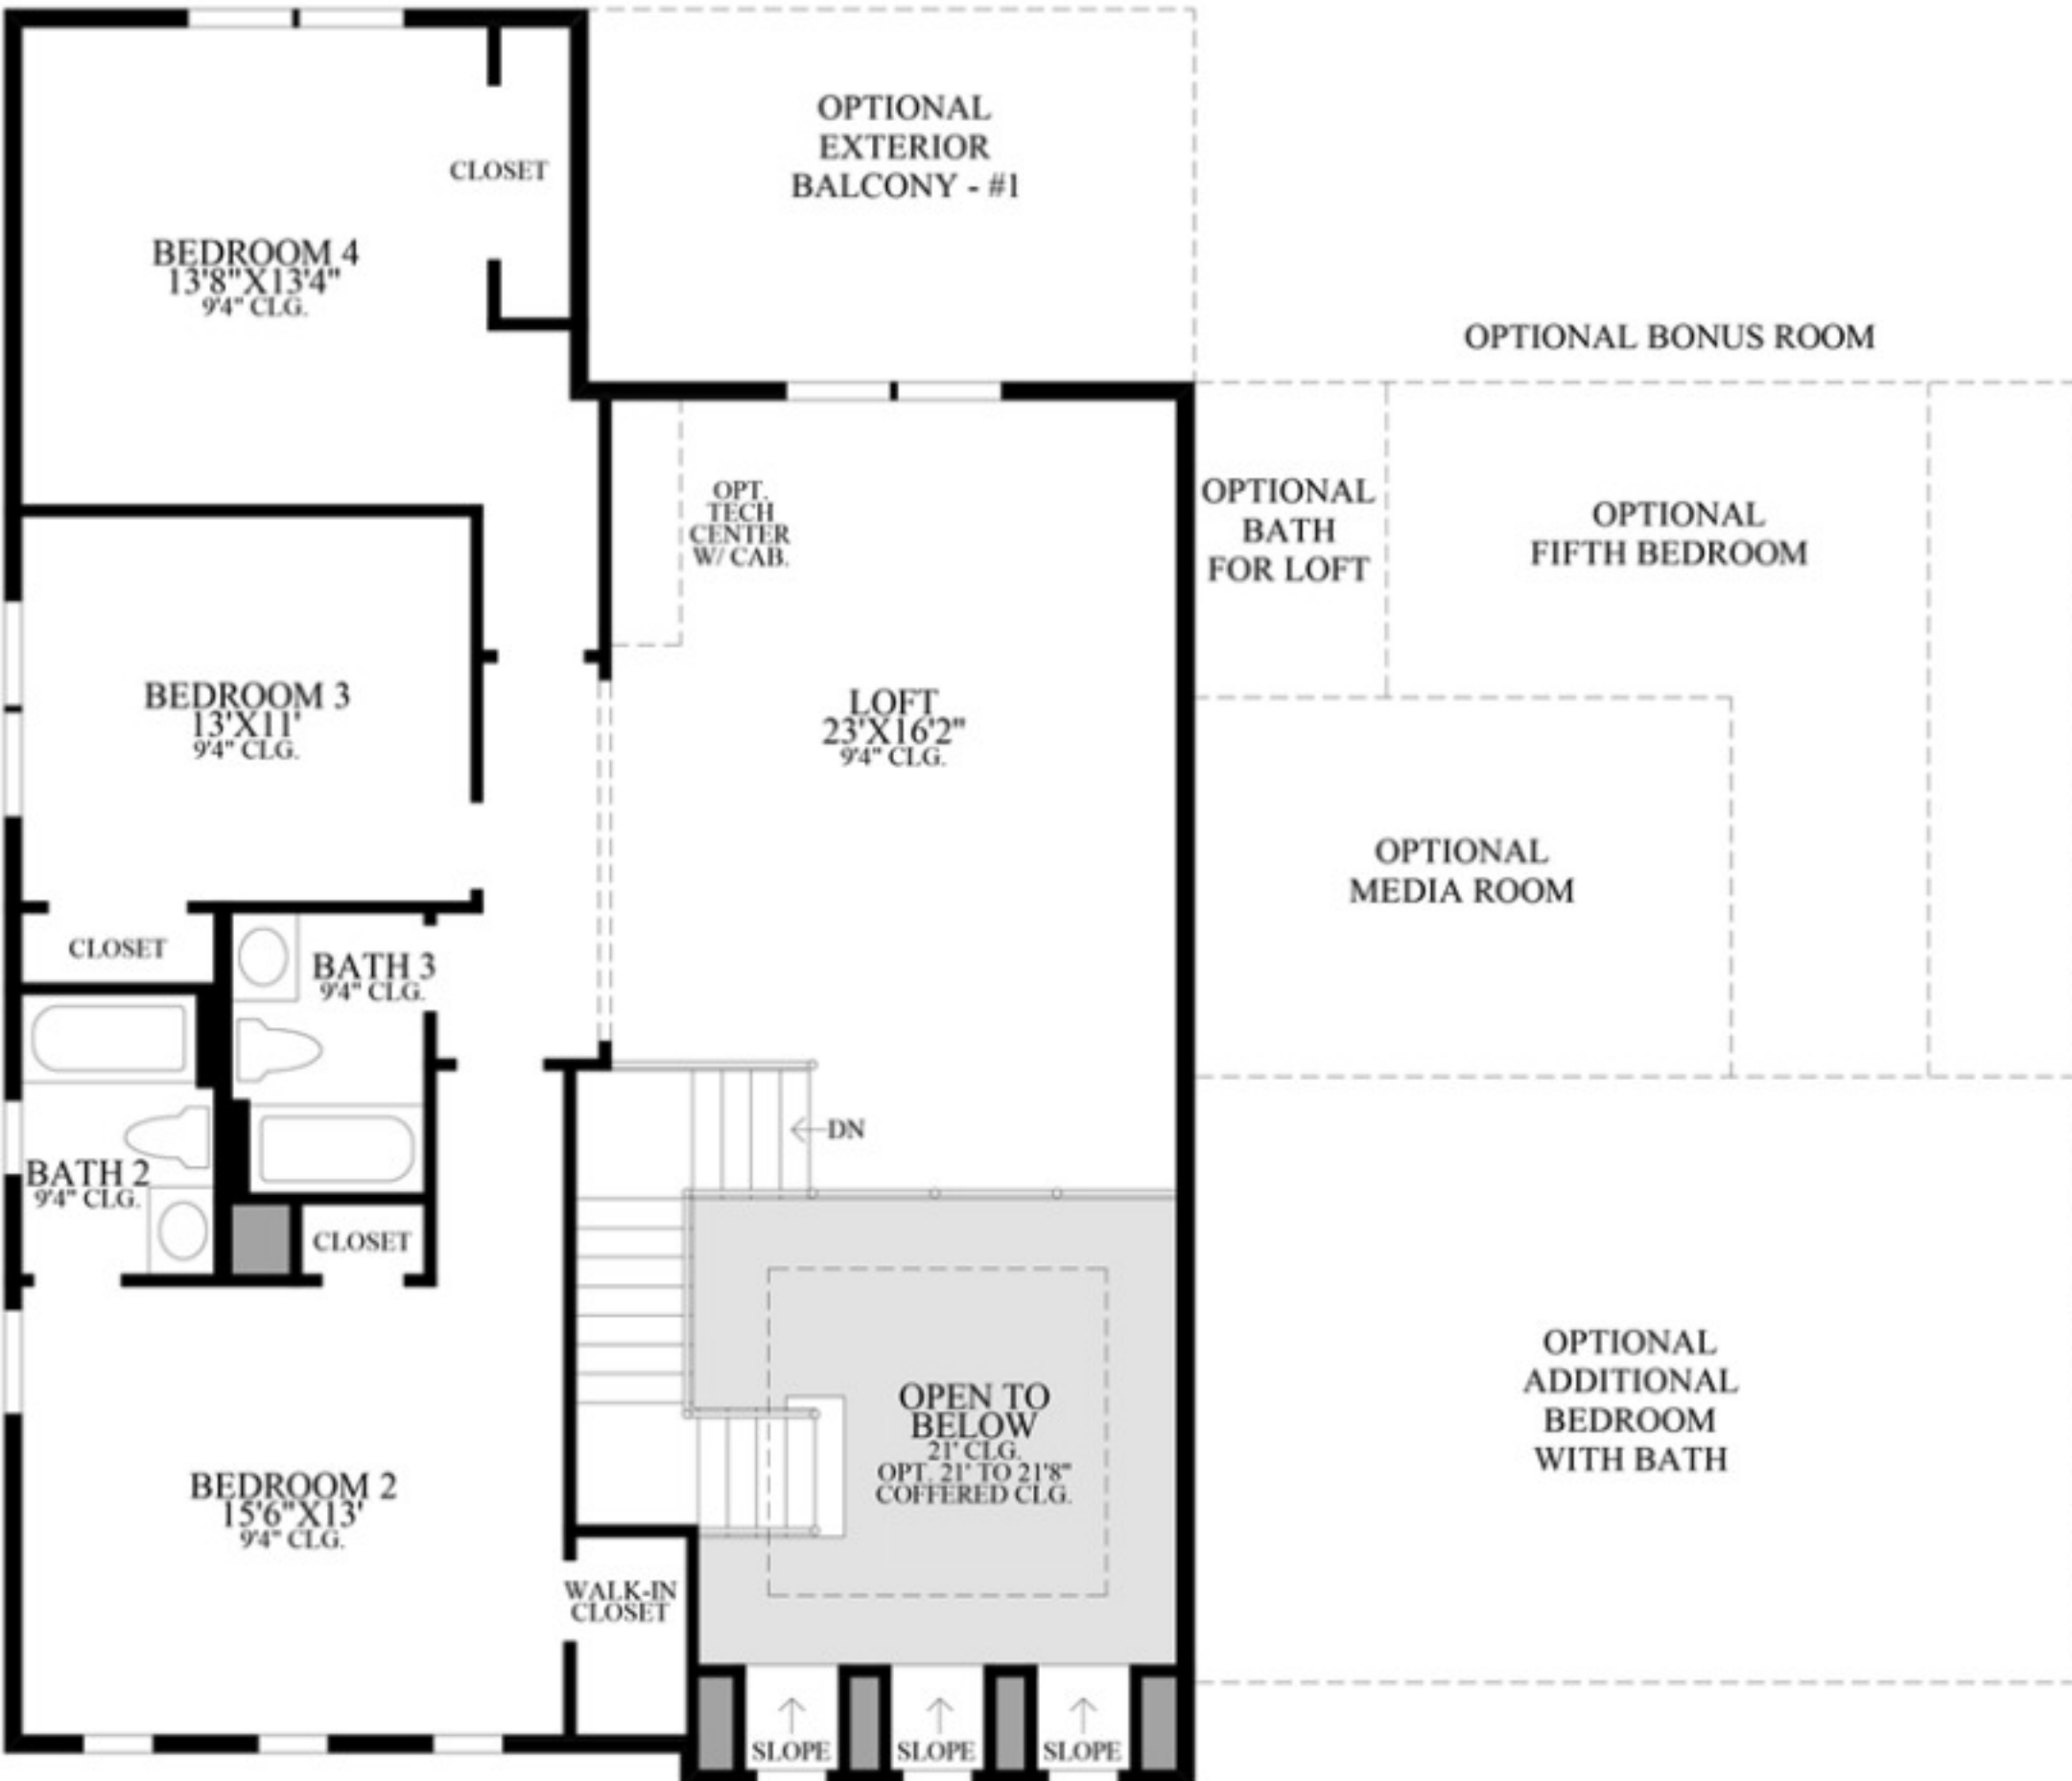 OPTIONAL
EXTERIOR
BALCONY - #1
CLOSET
BEDROOM 4
13'8"X13'4"
9'4" CLG.
OPTIONAL BONUS ROOM
OPT.
TECH
CENTER
W/ CAB.
OPTIONAL
BATH
FOR LOFT
OPTIONAL
FIFTH BEDROOM
BEDROOM 3
13'X11'
9'4" CLG.
LOFT
23'X16'2"
9'4" CLG.
OPTIONAL
MEDIA ROOM
CLOSET
BATH 3
9'4" CLG.
DN
BATH 2
9'4" CLG.
CLOSET
OPEN TO
BELOW
21' CLG.
OPT. 21' TO 21'8"
COFFERED CLG.
OPTIONAL
ADDITIONAL
BEDROOM
WITH BATH
BEDROOM 2
15'6"X13'
9'4" CLG.
WALK-IN
CLOSET
SLOPE
SLOPE
SLOPE